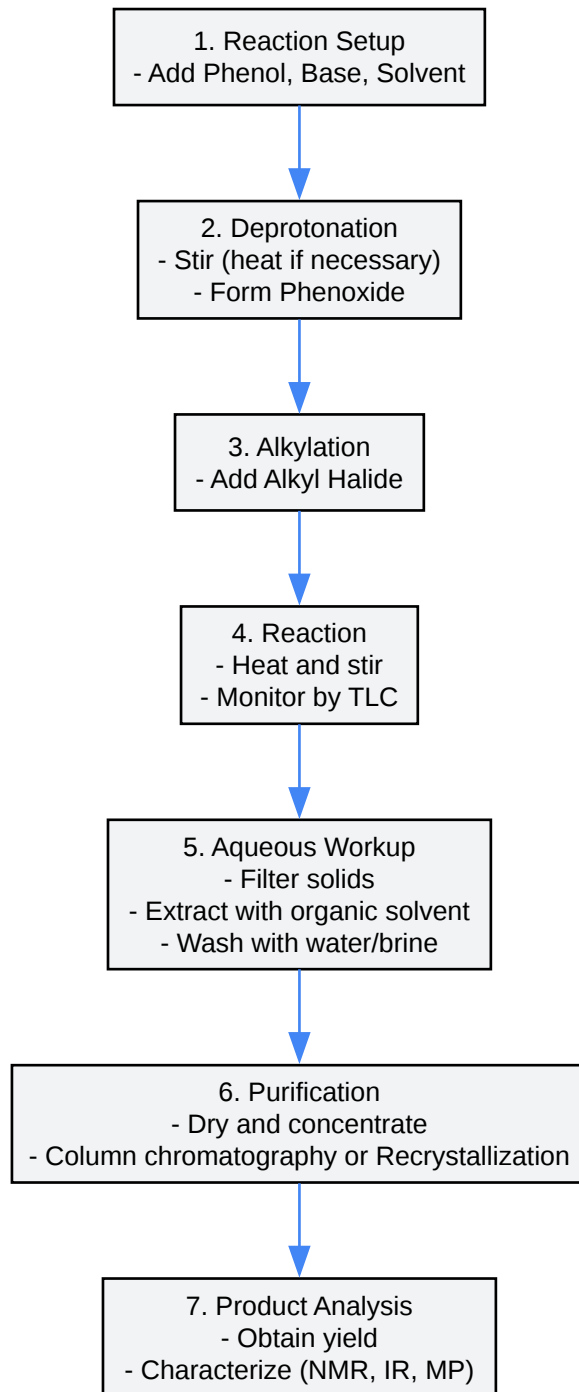 1. Reaction Setup
- Add Phenol, Base, Solvent
2. Deprotonation
- Stir (heat if necessary)
- Form Phenoxide
3. Alkylation
- Add Alkyl Halide
4. Reaction
- Heat and stir
- Monitor by TLC
5. Aqueous Workup
- Filter solids
- Extract with organic solvent
- Wash with water/brine
6. Purification
- Dry and concentrate
- Column chromatography or Recrystallization
7. Product Analysis
- Obtain yield
- Characterize (NMR, IR, MP)